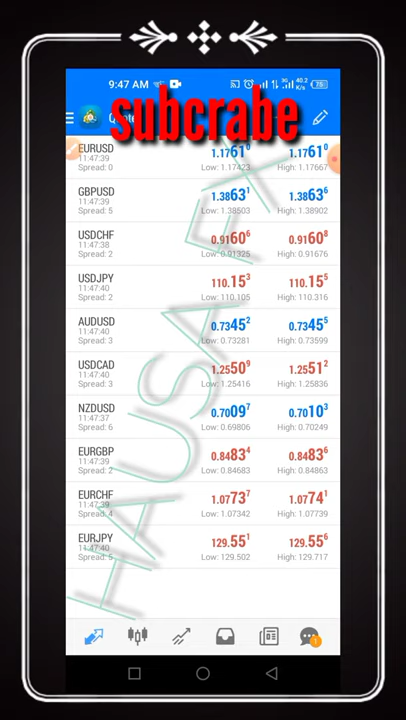 9:47 AM
3G 40.2 K/s
subcrabe
EURUSD 1.1761⁰ 1.1761⁰
11:47:39
Spread: 0 Low: 1.17423 High: 1.17667
GBPUSD 1.3863¹ 1.3863⁶
11:47:39
Spread: 5 Low: 1.38503 High: 1.38902
USDCHF 0.9160⁶ 0.9160⁸
11:47:38
Spread: 2 Low: 0.91325 High: 0.91676
USDJPY 110.15³ 110.15⁵
11:47:40
Spread: 2 Low: 110.105 High: 110.316
AUDUSD 0.7345² 0.7345⁵
11:47:40
Spread: 3 Low: 0.73281 High: 0.73599
USDCAD 1.2550⁹ 1.2551²
11:47:40
Spread: 3 Low: 1.25416 High: 1.25836
NZDUSD 0.7009⁷ 0.7010³
11:47:37
Spread: 6 Low: 0.69806 High: 0.70249
EURGBP 0.8483⁴ 0.8483⁶
11:47:39
Spread: 2 Low: 0.84683 High: 0.84863
EURCHF 1.0773⁷ 1.0774¹
11:47:39
Spread: 4 Low: 1.07342 High: 1.07739
EURJPY 129.55¹ 129.55⁶
11:47:40
Spread: 5 Low: 129.502 High: 129.717
HAUSA FX